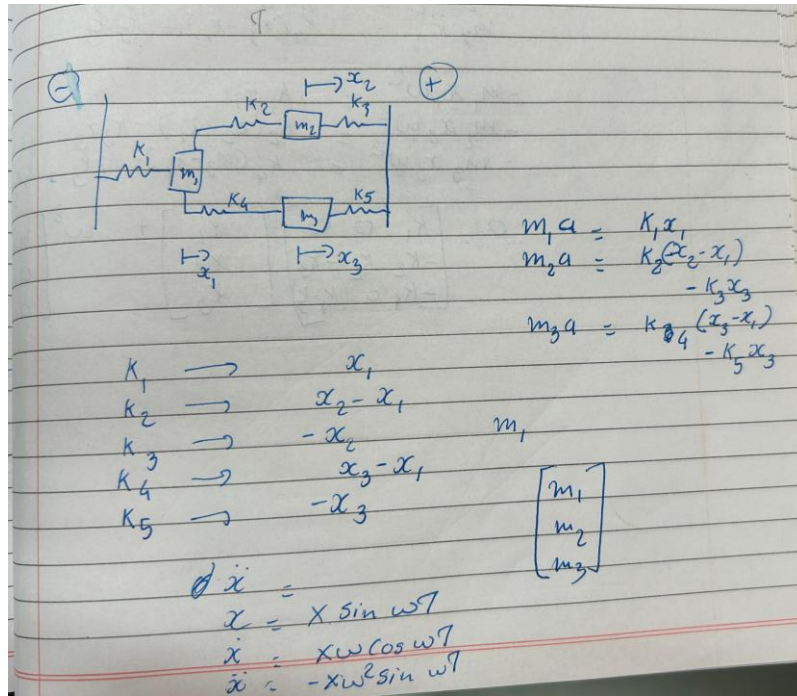 ⊖ ⊕
x₂
K₂ K₃
m₂
K₁
m₁
K₄ K₅
m₃
x₁ x₃
m₁a = K₁x₁
m₂a = K₂(-x₂-x₁)
- K₃x₃
m₃a = K₄(x₃-x₁)
- K₅x₃
K₁ → x₁
K₂ → x₂-x₁
K₃ → -x₂
m₁
K₄ → x₃-x₁
K₅ → -x₃
m₁
m₂
m₃
ẍ =
x = X sin ωT
ẋ = Xω cos ωT
ẍ = -Xω² sin ωT